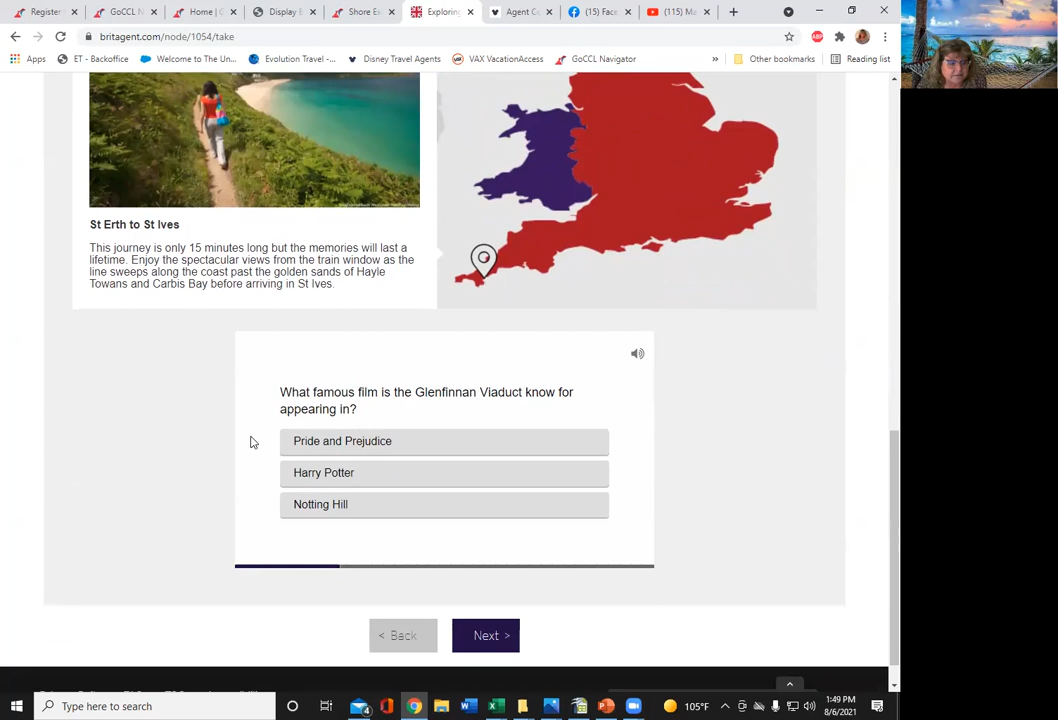 Register
GoCCL N
Home | G
Display B
Shore Ex
Exploring
Agent Ce
(15) Face
(115) Ma
britagent.com/node/1054/take
ABP
Apps
ET - Backoffice
Welcome to The Un...
Evolution Travel -...
Disney Travel Agents
VAX VacationAccess
GoCCL Navigator
»
Other bookmarks
Reading list
St Erth to St Ives
This journey is only 15 minutes long but the memories will last a
lifetime. Enjoy the spectacular views from the train window as the
line sweeps along the coast past the golden sands of Hayle
Towans and Carbis Bay before arriving in St Ives.
What famous film is the Glenfinnan Viaduct know for
appearing in?
Pride and Prejudice
Harry Potter
Notting Hill
< Back
Next >
Type here to search
4
105°F
1:49 PM
8/6/2021